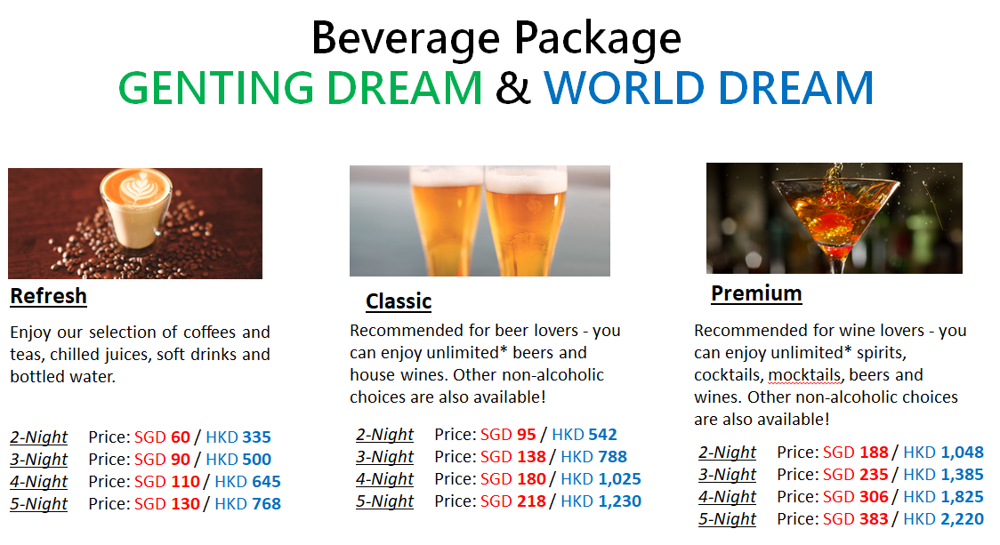 Beverage Package
GENTING DREAM & WORLD DREAM
Refresh
Enjoy our selection of coffees and
teas, chilled juices, soft drinks and
bottled water.
2-Night Price: SGD 60 / HKD 335
3-Night Price: SGD 90 / HKD 500
4-Night Price: SGD 110 / HKD 645
5-Night Price: SGD 130 / HKD 768
Classic
Recommended for beer lovers - you
can enjoy unlimited* beers and
house wines. Other non-alcoholic
choices are also available!
2-Night Price: SGD 95 / HKD 542
3-Night Price: SGD 138 / HKD 788
4-Night Price: SGD 180 / HKD 1,025
5-Night Price: SGD 218 / HKD 1,230
Premium
Recommended for wine lovers - you
can enjoy unlimited* spirits,
cocktails, mocktails, beers and
wines. Other non-alcoholic choices
are also available!
2-Night Price: SGD 188 / HKD 1,048
3-Night Price: SGD 235 / HKD 1,385
4-Night Price: SGD 306 / HKD 1,825
5-Night Price: SGD 383 / HKD 2,220